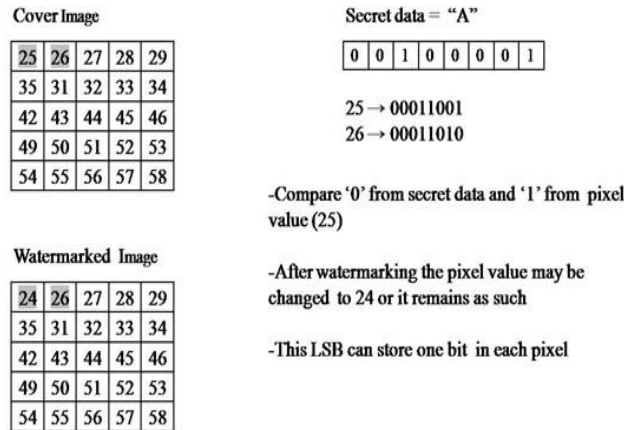 Cover Image
25 26 27 28 29
35 31 32 33 34
42 43 44 45 46
49 50 51 52 53
54 55 56 57 58
Watermarked Image
24 26 27 28 29
35 31 32 33 34
42 43 44 45 46
49 50 51 52 53
54 55 56 57 58
Secret data = “A”
0 0 1 0 0 0 0 1
25 → 00011001
26 → 00011010
-Compare ‘0’ from secret data and ‘1’ from pixel
value (25)
-After watermarking the pixel value may be
changed to 24 or it remains as such
-This LSB can store one bit in each pixel